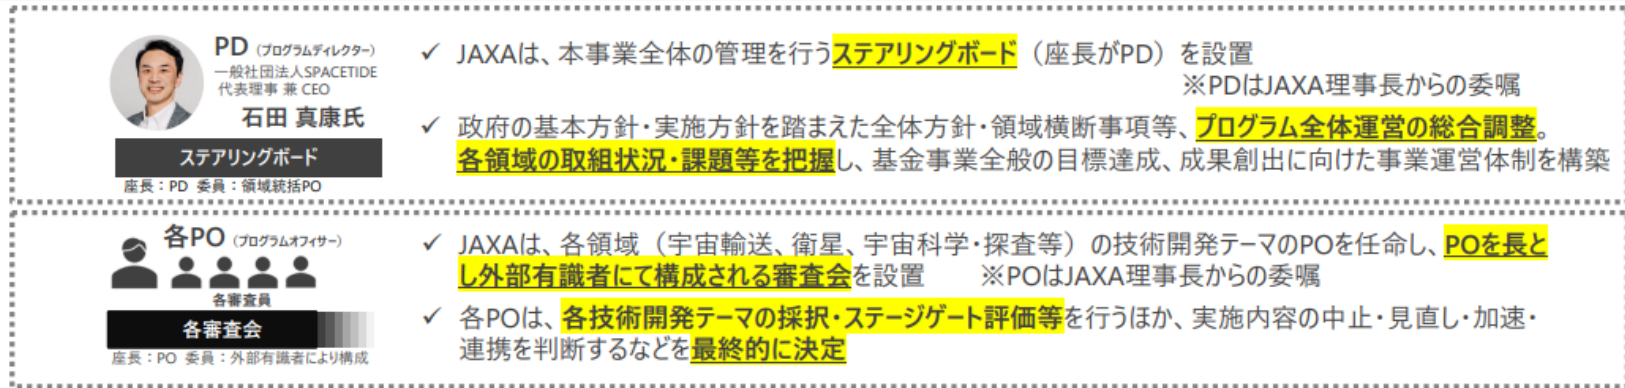 PD（プログラムディレクター）
一般社団法人SPACETIDE
代表理事 兼 CEO
石田 真康氏
ステアリングボード
座長：PD 委員：領域統括PO
✓ JAXAは、本事業全体の管理を行うステアリングボード（座長がPD）を設置
※PDはJAXA理事長からの委嘱
✓ 政府の基本方針・実施方針を踏まえた全体方針・領域横断事項等、プログラム全体運営の総合調整。
各領域の取組状況・課題等を把握し、基金事業全般の目標達成、成果創出に向けた事業運営体制を構築
各PO（プログラムオフィサー）
各審査員
各審査会
座長：PO 委員：外部有識者により構成
✓ JAXAは、各領域（宇宙輸送、衛星、宇宙科学・探査等）の技術開発テーマのPOを任命し、POを長と
し外部有識者にて構成される審査会を設置 ※POはJAXA理事長からの委嘱
✓ 各POは、各技術開発テーマの採択・ステージゲート評価等を行うほか、実施内容の中止・見直し・加速・
連携を判断するなどを最終的に決定